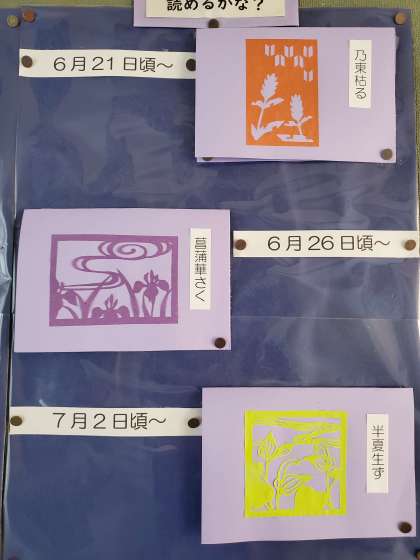 読めるかな？
6月21日頃～
乃東枯る
6月26日頃～
菖蒲華さく
7月2日頃～
半夏生ず